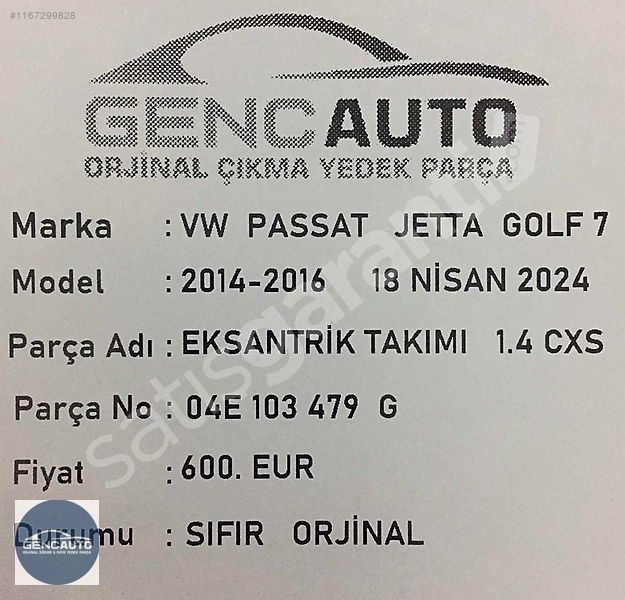 #1167299828
GENCAUTO
ORJİNAL ÇIKMA YEDEK PARÇA
Marka : VW PASSAT JETTA GOLF 7
Model : 2014-2016 18 NİSAN 2024
Parça Adı : EKSANTRİK TAKIMI 1.4 CXS
Parça No : 04E 103 479 G
Fiyat : 600. EUR
Durumu : SIFIR ORJİNAL
GENCAUTO
satışgaranti